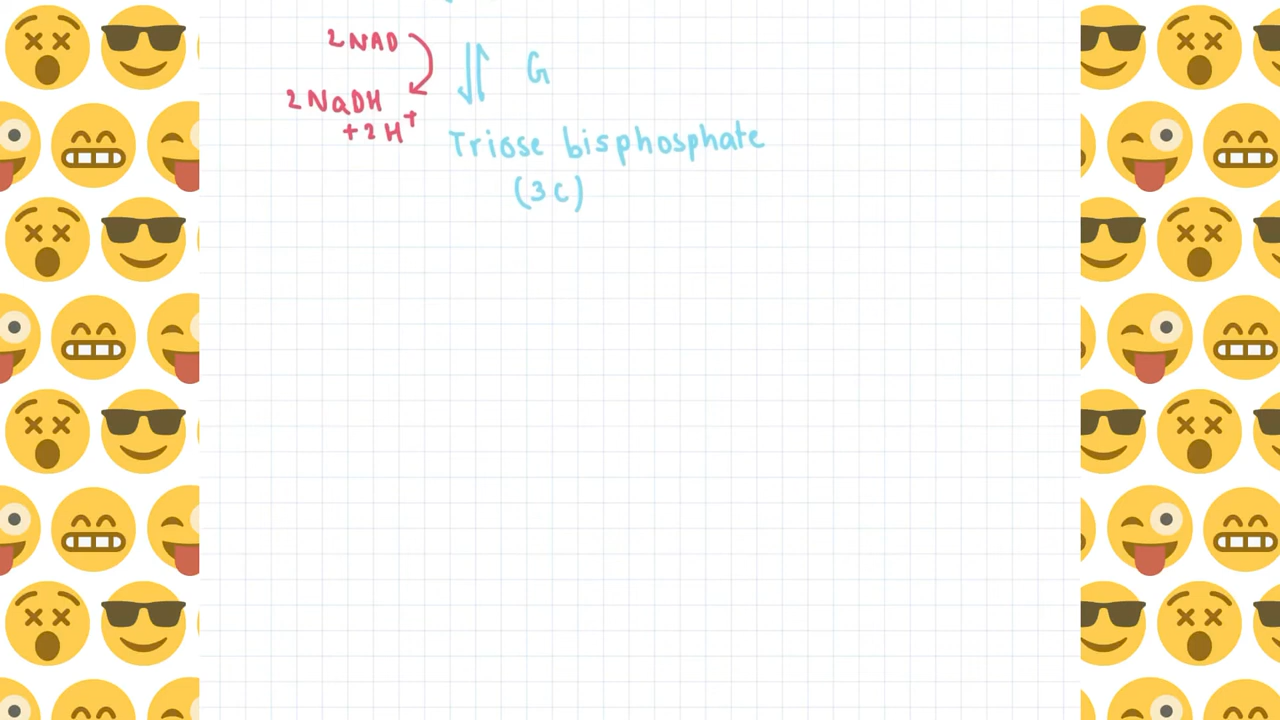 2NAD
G
2NaDH
+2H⁺
Triose bisphosphate
(3C)